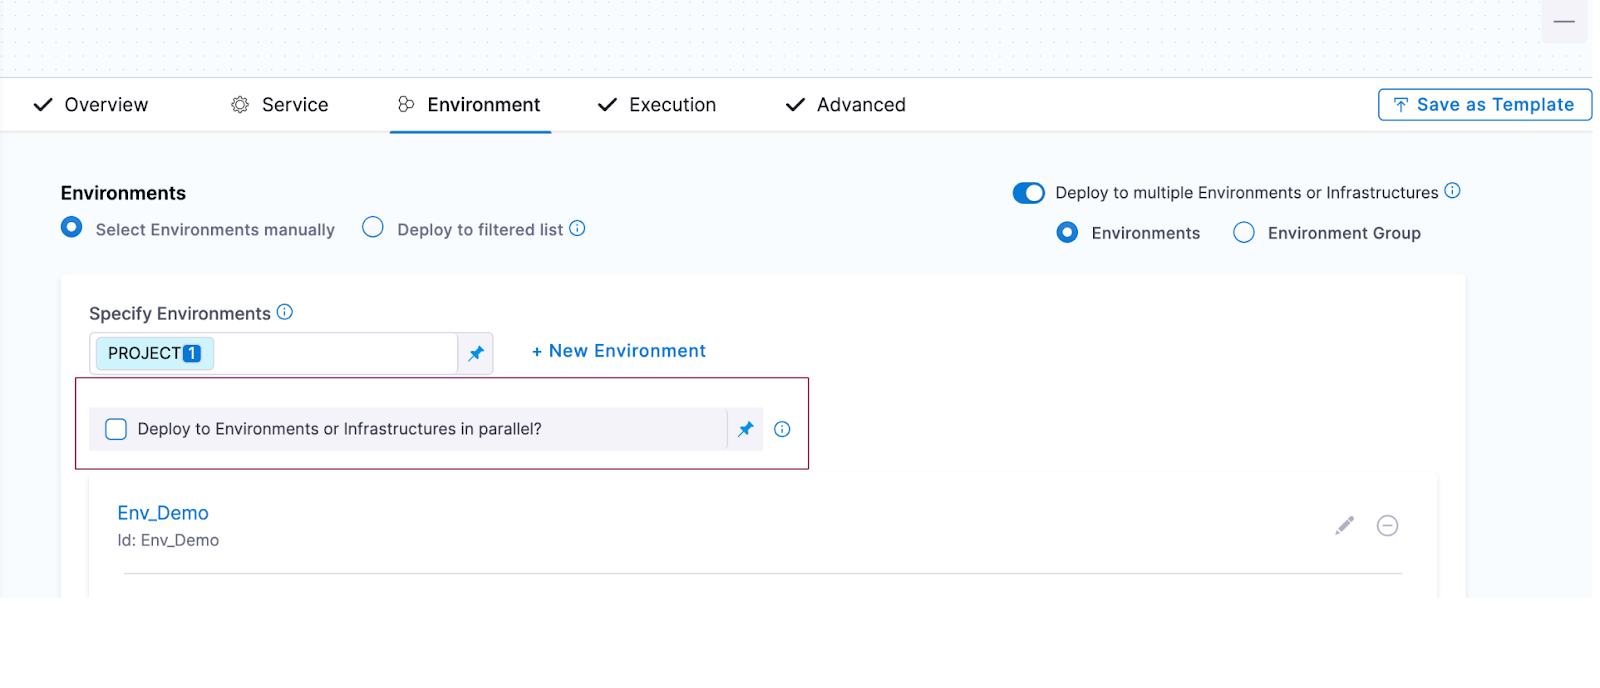 Overview Service Environment Execution Advanced Save as Template
Environments
Deploy to multiple Environments or Infrastructures
Select Environments manually Deploy to filtered list
Environments Environment Group
Specify Environments
PROJECT 1
+ New Environment
Deploy to Environments or Infrastructures in parallel?
Env_Demo
Id: Env_Demo